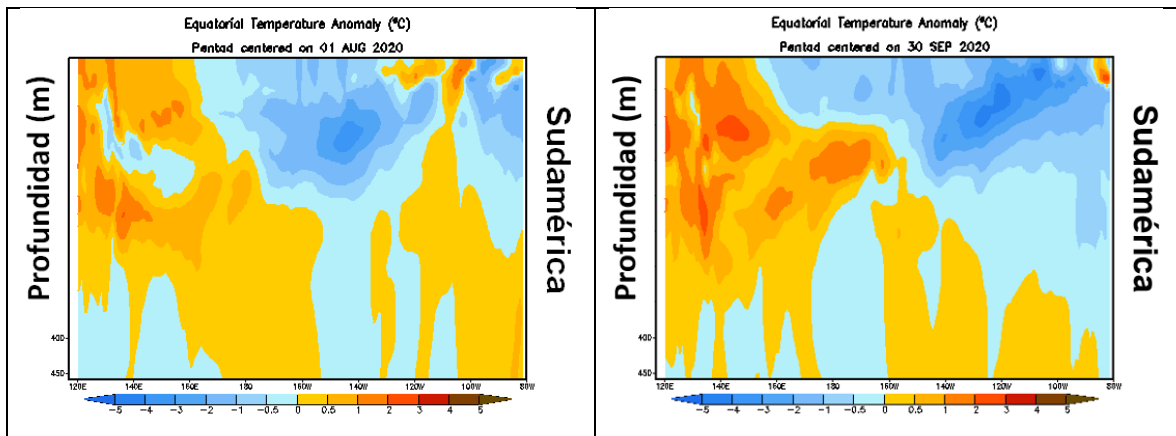 Equatorial Temperature Anomaly (°C)
Pentad centered on 01 AUG 2020
Profundidad (m)
Sudamérica
400
450
120E 140E 160E 180 160W 140W 120W 100W 80W
-5 -4 -3 -2 -1 -0.5 0 0.5 1 2 3 4 5
Equatorial Temperature Anomaly (°C)
Pentad centered on 30 SEP 2020
Profundidad (m)
Sudamérica
400
450
120E 140E 160E 180 160W 140W 120W 100W 80W
-5 -4 -3 -2 -1 -0.5 0 0.5 1 2 3 4 5